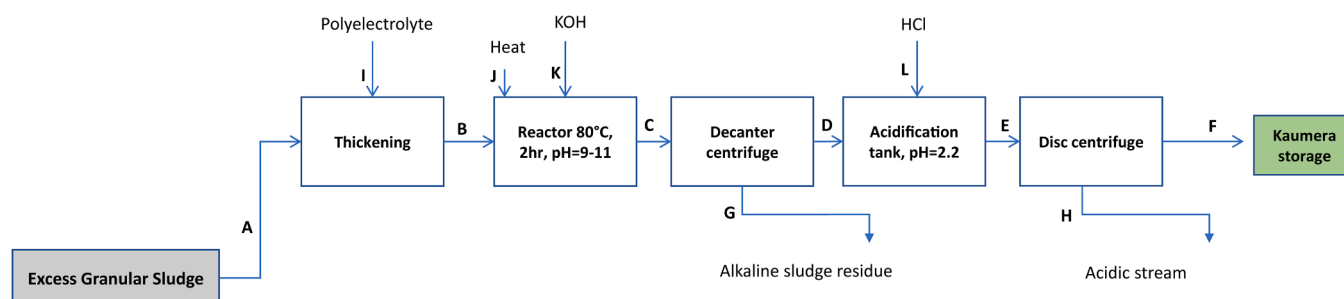 Polyelectrolyte
KOH
HCl
Heat
I
J
K
L
Thickening
B
Reactor 80°C,
2hr, pH=9-11
C
Decanter
centrifuge
D
Acidification
tank, pH=2.2
E
Disc centrifuge
F
Kaumera
storage
A
G
H
Excess Granular Sludge
Alkaline sludge residue
Acidic stream